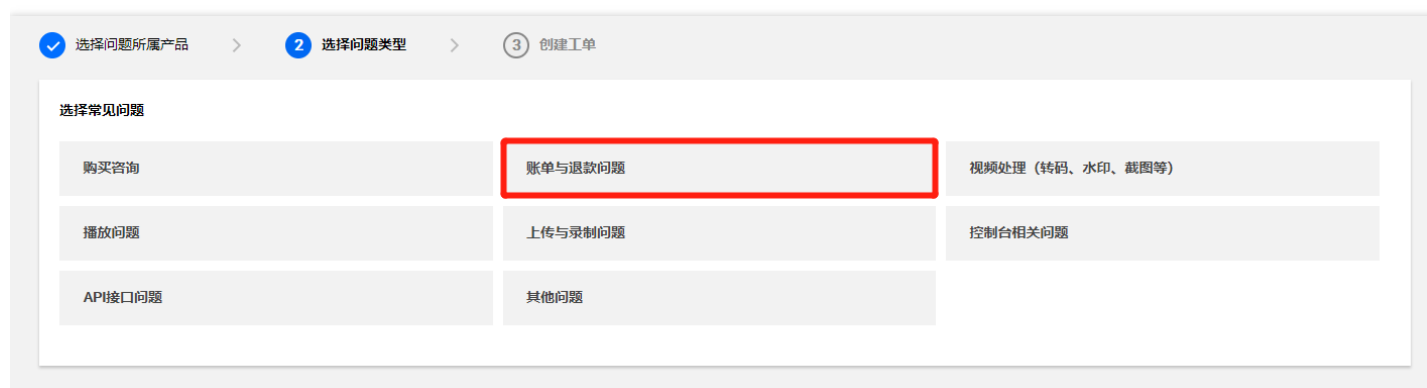 选择问题所属产品 > 2 选择问题类型 > 3 创建工单
选择常见问题
购买咨询 账单与退款问题 视频处理（转码、水印、截图等）
播放问题 上传与录制问题 控制台相关问题
API接口问题 其他问题